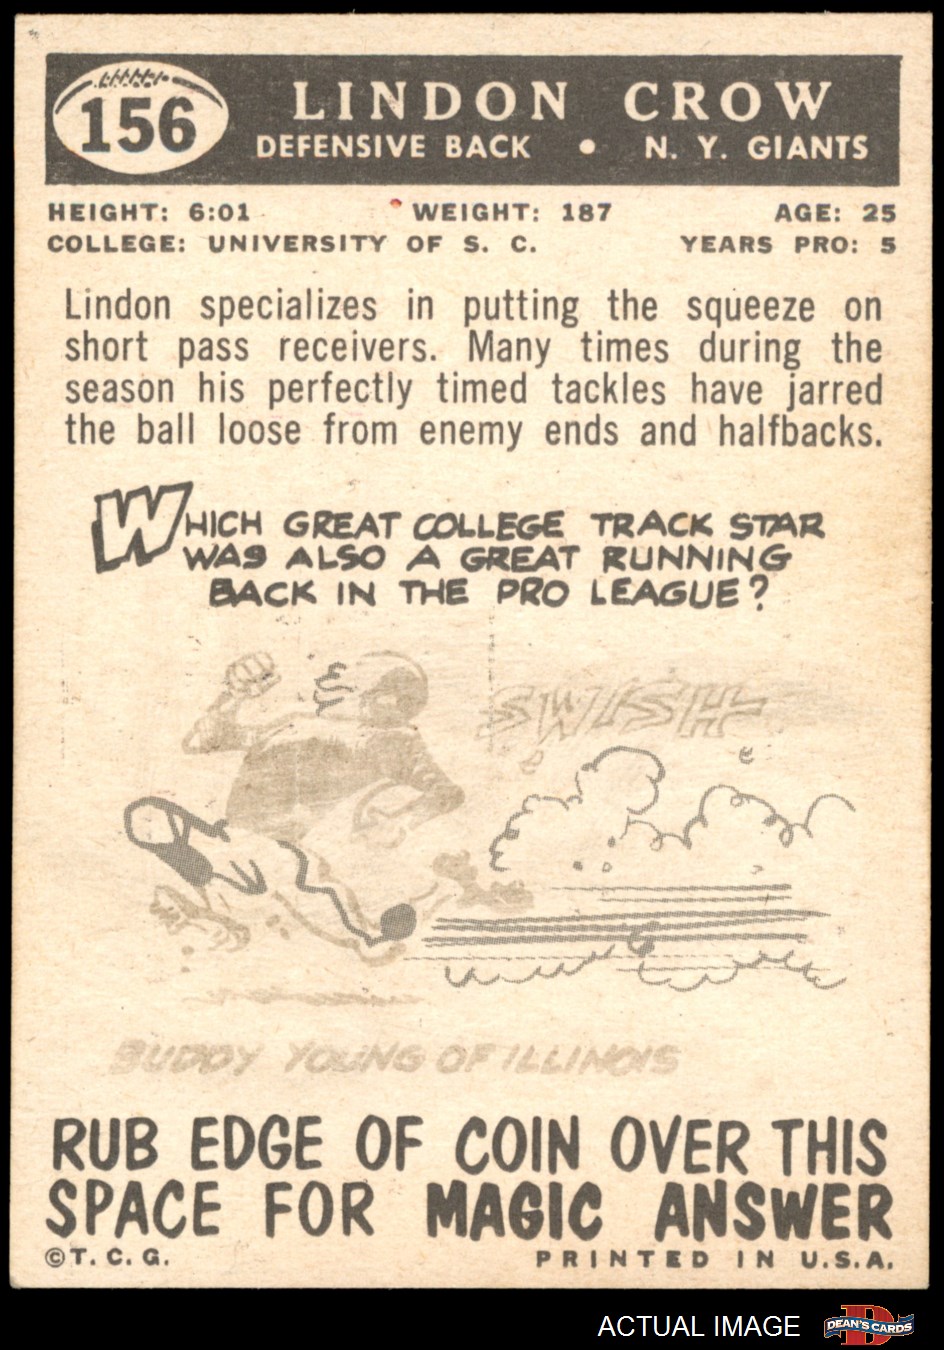 156
LINDON CROW
DEFENSIVE BACK • N. Y. GIANTS
HEIGHT: 6:01 WEIGHT: 187 AGE: 25
COLLEGE: UNIVERSITY OF S. C. YEARS PRO: 5
Lindon specializes in putting the squeeze on
short pass receivers. Many times during the
season his perfectly timed tackles have jarred
the ball loose from enemy ends and halfbacks.
WHICH GREAT COLLEGE TRACK STAR
WAS ALSO A GREAT RUNNING
BACK IN THE PRO LEAGUE?
SWISH
BUDDY YOUNG OF ILLINOIS
RUB EDGE OF COIN OVER THIS
SPACE FOR MAGIC ANSWER
©T. C. G. PRINTED IN U.S.A.
ACTUAL IMAGE
D
DEAN'S CARDS